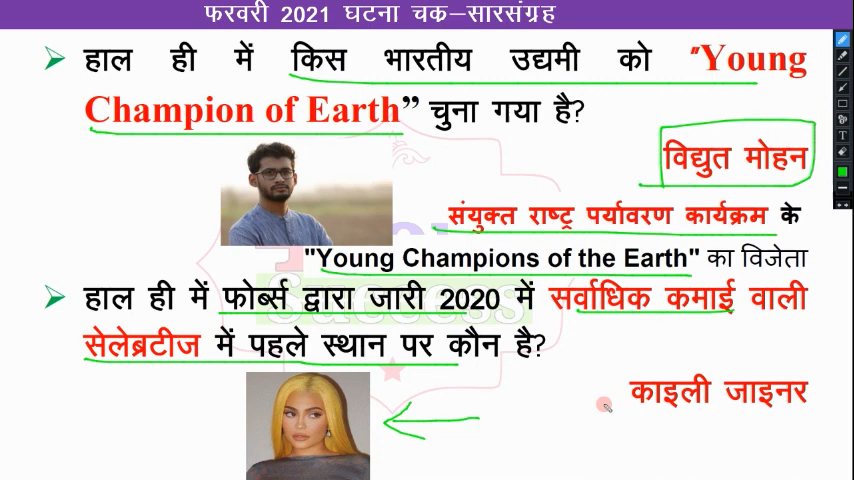 फरवरी 2021 घटना चक्र–सारसंग्रह
हाल ही में किस भारतीय उद्यमी को "Young
Champion of Earth” चुना गया है?
विद्युत मोहन
संयुक्त राष्ट्र पर्यावरण कार्यक्रम के
"Young Champions of the Earth" का विजेता
हाल ही में फोर्ब्स द्वारा जारी 2020 में सर्वाधिक कमाई वाली
Success
सेलेब्रटीज में पहले स्थान पर कौन है?
काइली जाइनर